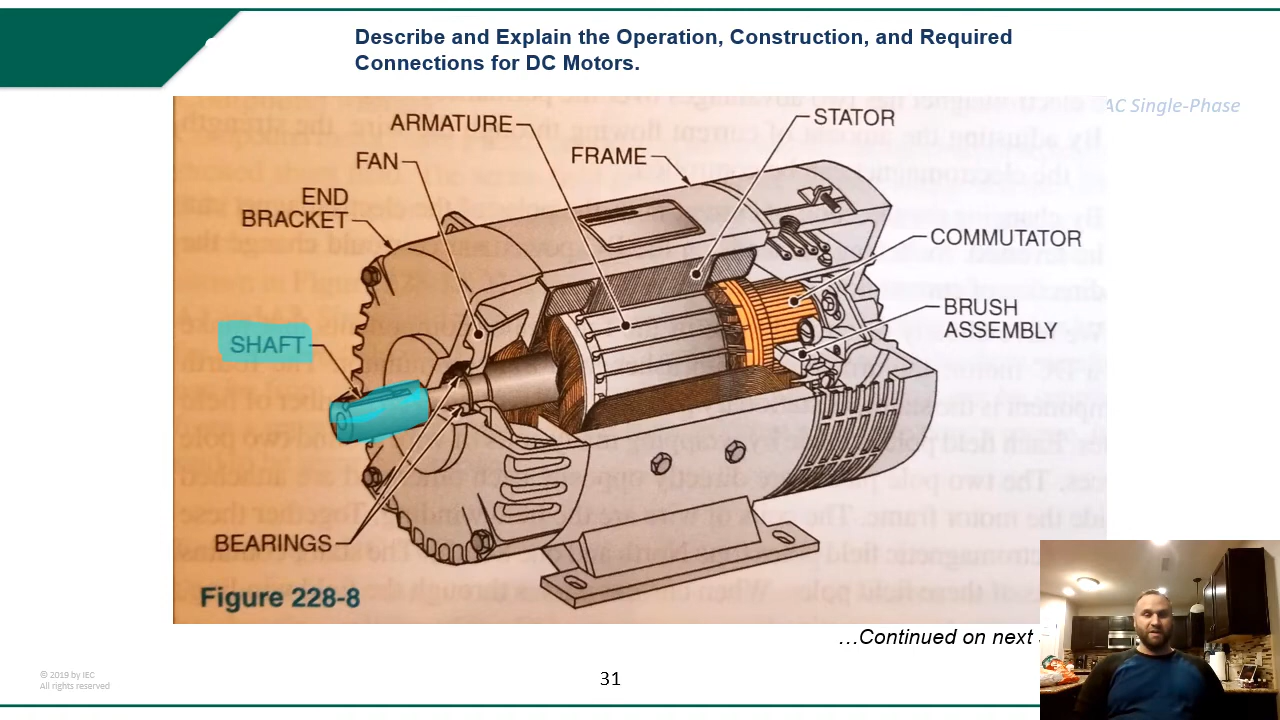 Describe and Explain the Operation, Construction, and Required
Connections for DC Motors.
AC Single-Phase
ARMATURE
STATOR
FAN
FRAME
END
BRACKET
COMMUTATOR
BRUSH
ASSEMBLY
SHAFT
BEARINGS
Figure 228-8
…Continued on next
31
© 2019 by IEC
All rights reserved